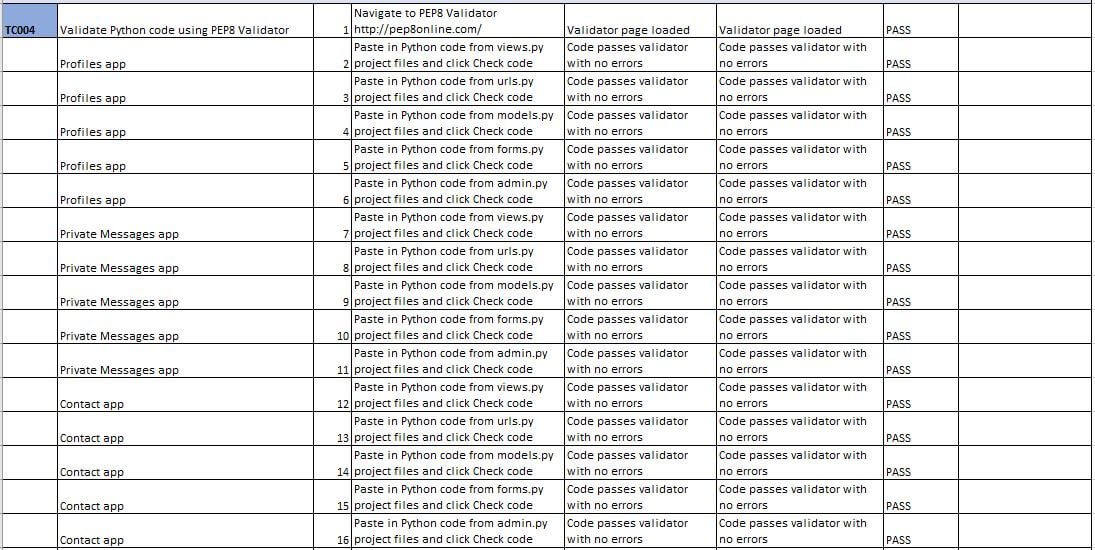 Navigate to PEP8 Validator
TC004 Validate Python code using PEP8 Validator 1 http://pep8online.com/ Validator page loaded Validator page loaded PASS
Paste in Python code from views.py Code passes validator Code passes validator with
Profiles app 2 project files and click Check code with no errors no errors PASS
Paste in Python code from urls.py Code passes validator Code passes validator with
Profiles app 3 project files and click Check code with no errors no errors PASS
Paste in Python code from models.py Code passes validator Code passes validator with
Profiles app 4 project files and click Check code with no errors no errors PASS
Paste in Python code from forms.py Code passes validator Code passes validator with
Profiles app 5 project files and click Check code with no errors no errors PASS
Paste in Python code from admin.py Code passes validator Code passes validator with
Profiles app 6 project files and click Check code with no errors no errors PASS
Paste in Python code from views.py Code passes validator Code passes validator with
Private Messages app 7 project files and click Check code with no errors no errors PASS
Paste in Python code from urls.py Code passes validator Code passes validator with
Private Messages app 8 project files and click Check code with no errors no errors PASS
Paste in Python code from models.py Code passes validator Code passes validator with
Private Messages app 9 project files and click Check code with no errors no errors PASS
Paste in Python code from forms.py Code passes validator Code passes validator with
Private Messages app 10 project files and click Check code with no errors no errors PASS
Paste in Python code from admin.py Code passes validator Code passes validator with
Private Messages app 11 project files and click Check code with no errors no errors PASS
Paste in Python code from views.py Code passes validator Code passes validator with
Contact app 12 project files and click Check code with no errors no errors PASS
Paste in Python code from urls.py Code passes validator Code passes validator with
Contact app 13 project files and click Check code with no errors no errors PASS
Paste in Python code from models.py Code passes validator Code passes validator with
Contact app 14 project files and click Check code with no errors no errors PASS
Paste in Python code from forms.py Code passes validator Code passes validator with
Contact app 15 project files and click Check code with no errors no errors PASS
Paste in Python code from admin.py Code passes validator Code passes validator with
Contact app 16 project files and click Check code with no errors no errors PASS